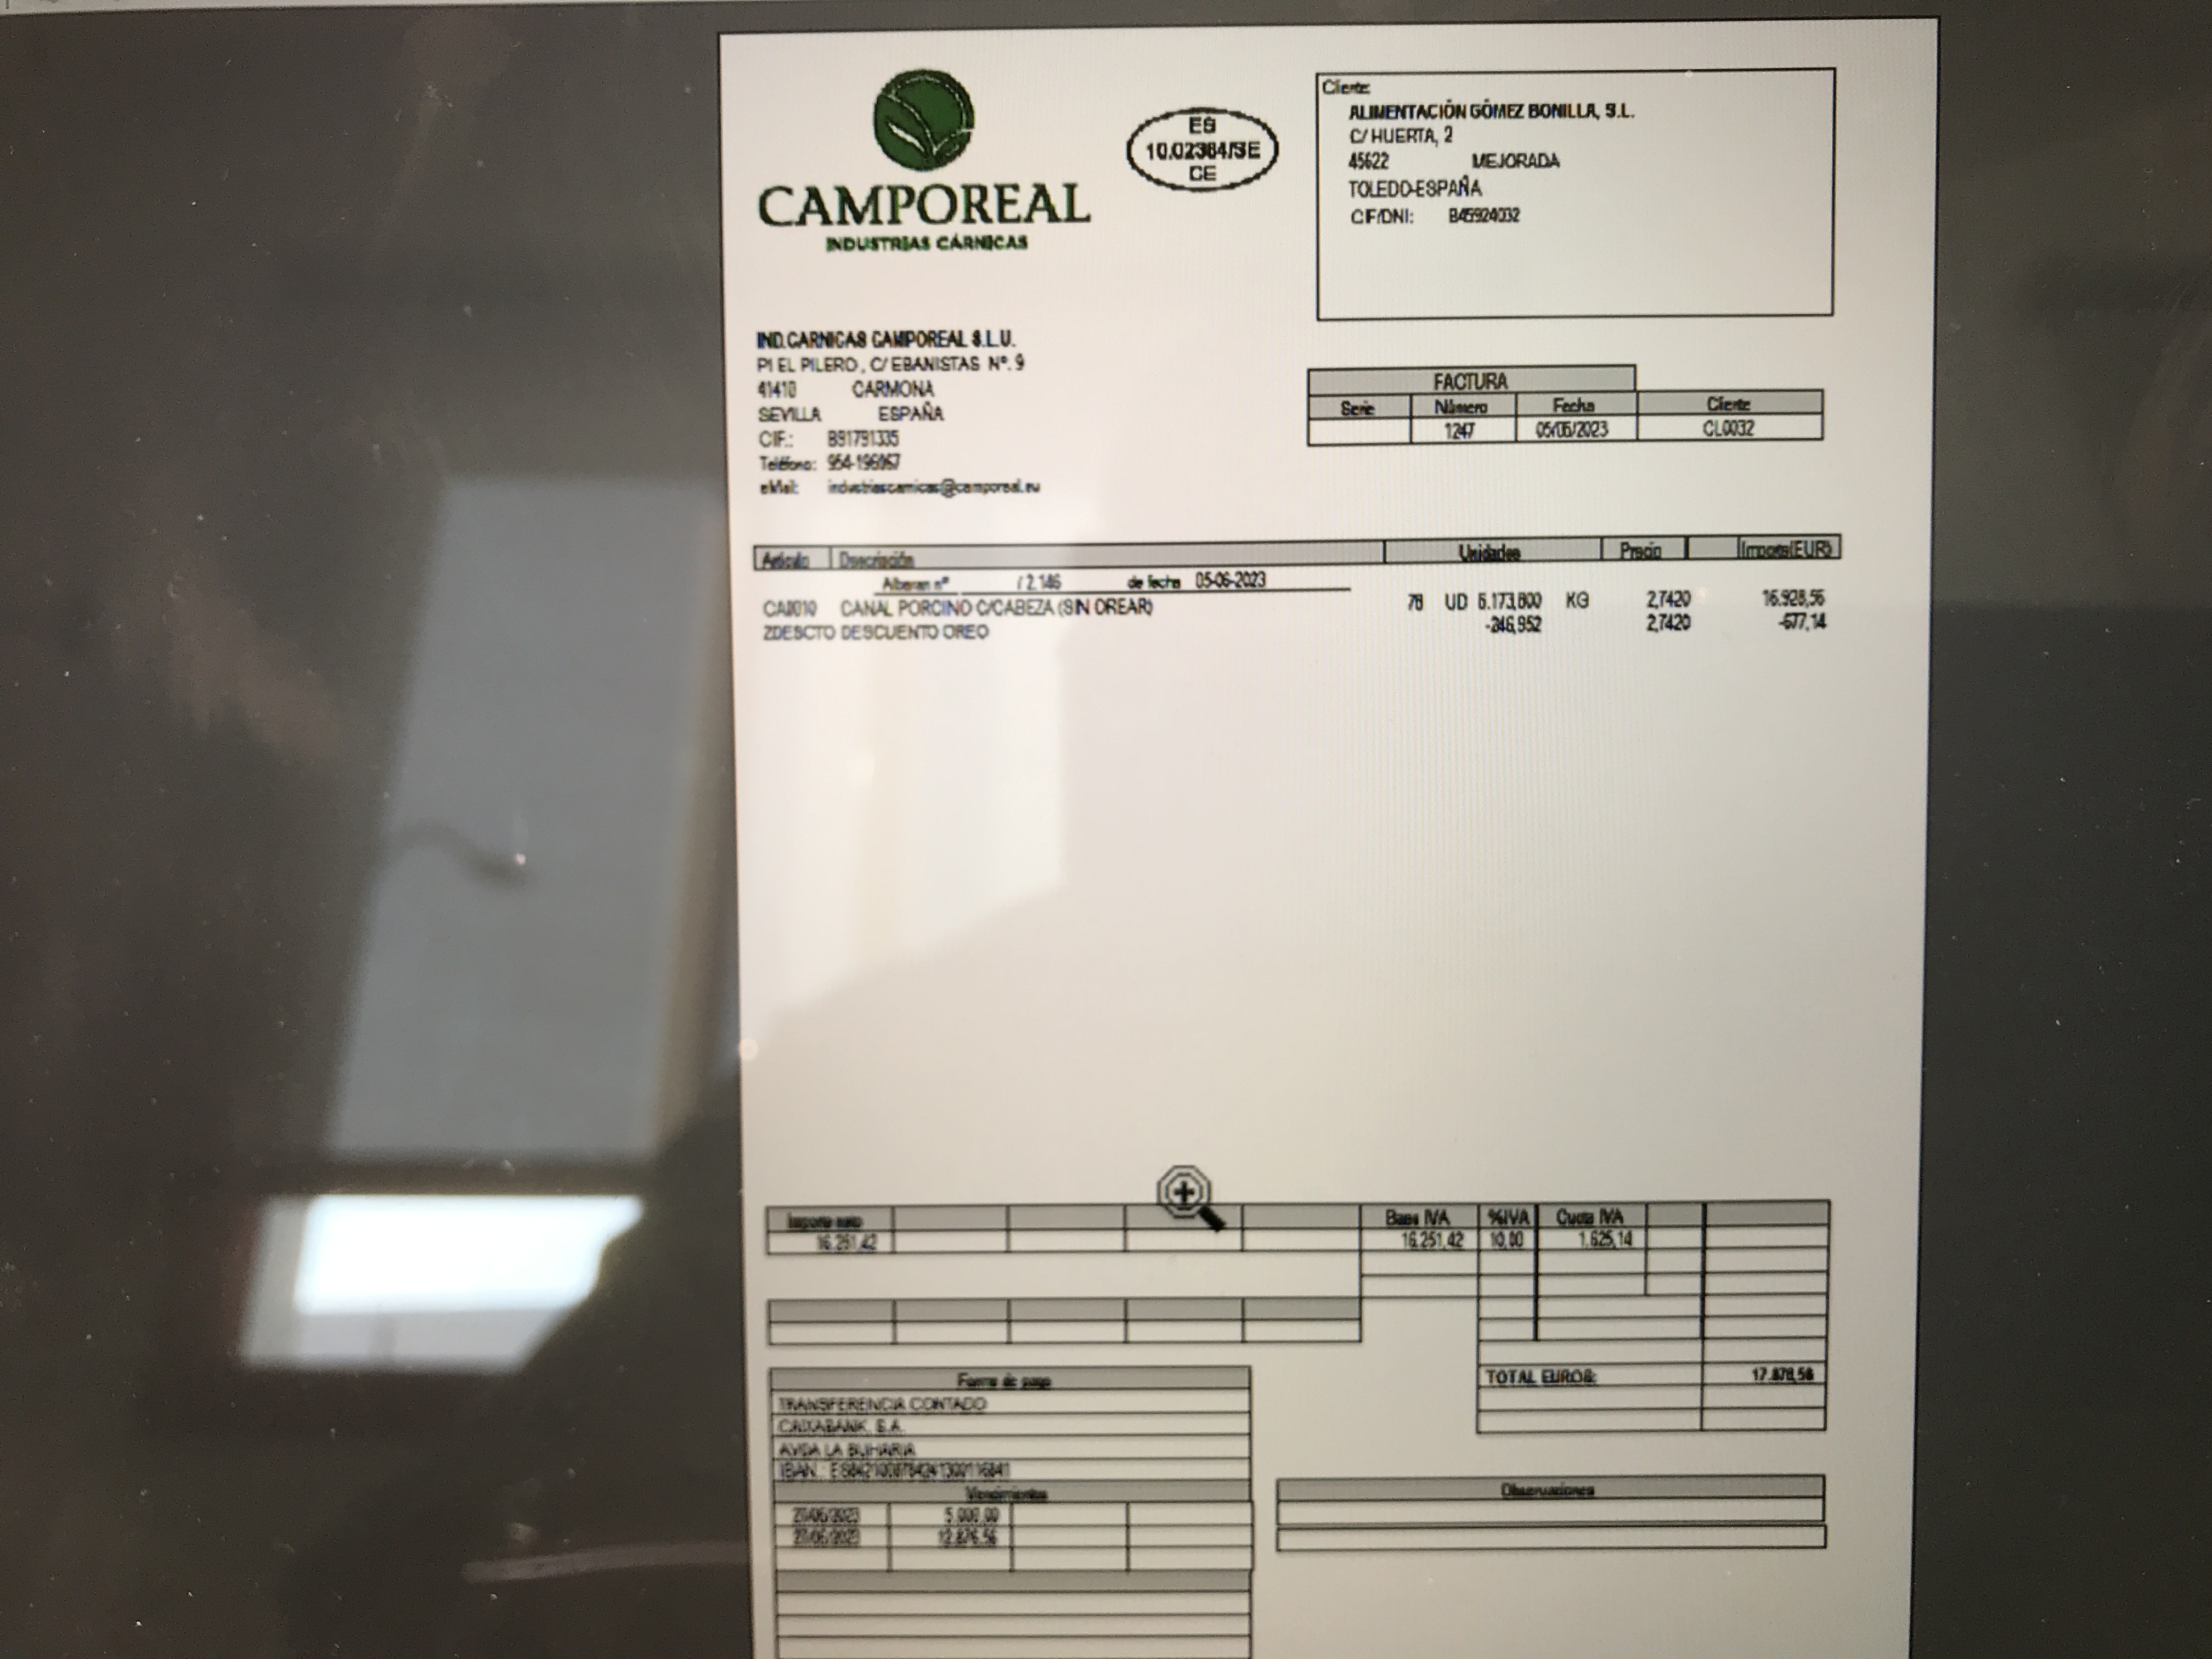 CAMPOREAL
INDUSTRIAS CÁRNICAS
ES
10.02384/SE
CE
Cliente:
ALIMENTACIÓN GÓMEZ BONILLA, S.L.
C/ HUERTA, 2
45622 MEJORADA
TOLEDO-ESPAÑA
CIF/DNI: B45924032
IND.CARNICAS CAMPOREAL S.L.U.
PI EL PILERO, C/ EBANISTAS Nº. 9
41410 CARMONA
SEVILLA ESPAÑA
CIF.: B91791335
Teléfono: 954-196067
eMail: industriascarnicas@camporeal.eu
FACTURA
Serie Número Fecha Cliente
1247 05/06/2023 CL0032
Artículo Descripción Unidades Precio Importe(EUR)
Albaran nº / 2.146 de fecha 05-06-2023
CA0010 CANAL PORCINO C/CABEZA (SIN OREAR) 78 UD 6.173,800 KG 2,7420 16.928,56
ZDESCTO DESCUENTO OREO -246,952 2,7420 -677,14
Importe neto Base IVA %IVA Cuota IVA
16.251,42 16.251,42 10,00 1.625,14
TOTAL EUROS: 17.876,56
Forma de pago
TRANSFERENCIA CONTADO
CAIXABANK, S.A.
AVDA LA BUHARIA
IBAN.:
Vencimientos
5.000,00
12.876,56
Observaciones